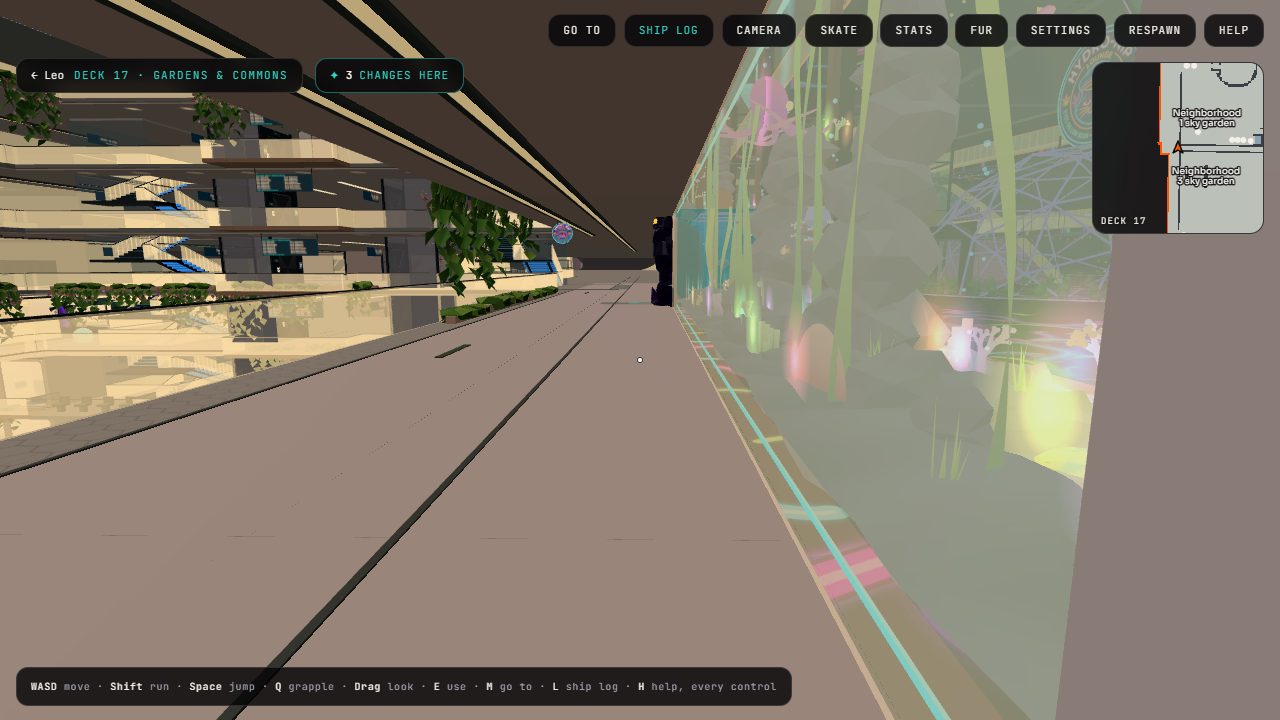 GO TO
SHIP LOG
CAMERA
SKATE
STATS
FUR
SETTINGS
RESPAWN
HELP
← Leo DECK 17 · GARDENS & COMMONS
✦ 3 CHANGES HERE
Neighborhood
1 sky garden
Neighborhood
3 sky garden
DECK 17
WASD move · Shift run · Space jump · Q grapple · Drag look · E use · M go to · L ship log · H help, every control